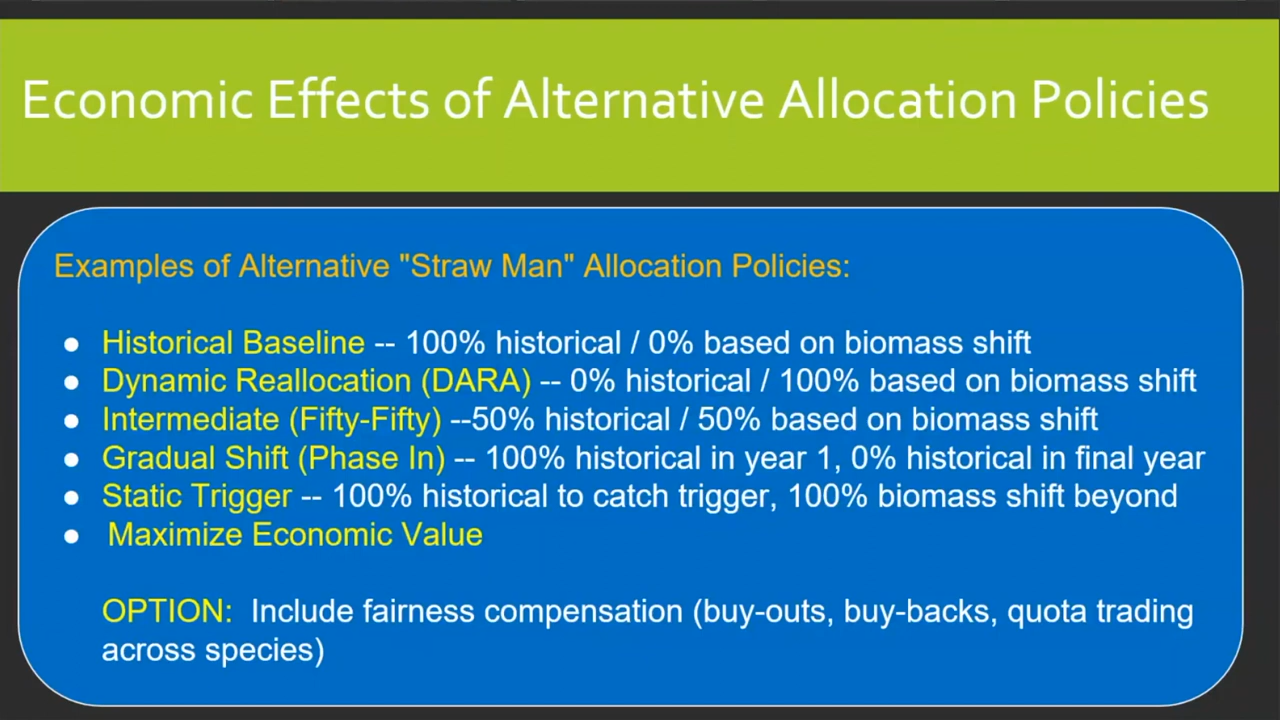 Economic Effects of Alternative Allocation Policies
Examples of Alternative "Straw Man" Allocation Policies:
● Historical Baseline -- 100% historical / 0% based on biomass shift
● Dynamic Reallocation (DARA) -- 0% historical / 100% based on biomass shift
● Intermediate (Fifty-Fifty) --50% historical / 50% based on biomass shift
● Gradual Shift (Phase In) -- 100% historical in year 1, 0% historical in final year
● Static Trigger -- 100% historical to catch trigger, 100% biomass shift beyond
● Maximize Economic Value
OPTION: Include fairness compensation (buy-outs, buy-backs, quota trading
across species)